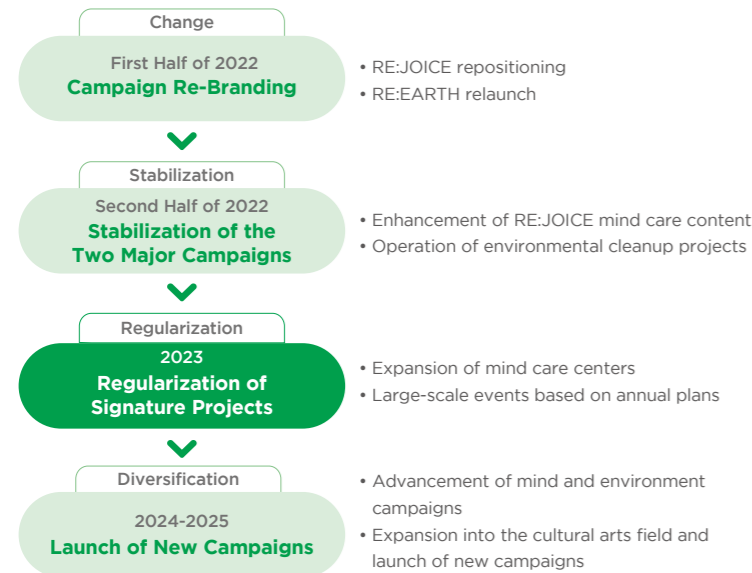 Change
First Half of 2022
Campaign Re-Branding
• RE:JOICE repositioning
• RE:EARTH relaunch
Stabilization
Second Half of 2022
Stabilization of the
Two Major Campaigns
• Enhancement of RE:JOICE mind care content
• Operation of environmental cleanup projects
Regularization
2023
Regularization of
Signature Projects
• Expansion of mind care centers
• Large-scale events based on annual plans
Diversification
2024-2025
Launch of New Campaigns
• Advancement of mind and environment
campaigns
• Expansion into the cultural arts field and
launch of new campaigns